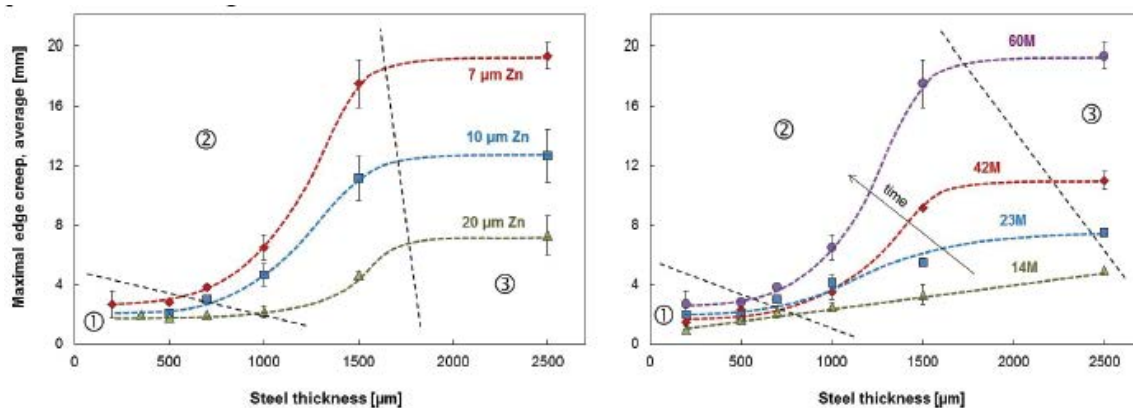 Maximal edge creep, average [mm]
20
16
12
8
4
0
0
500
1000
1500
2000
2500
Steel thickness [µm]
7 µm Zn
10 µm Zn
20 µm Zn
①
②
③
20
16
12
8
4
0
0
500
1000
1500
2000
2500
Steel thickness [µm]
60M
42M
23M
14M
time
①
②
③